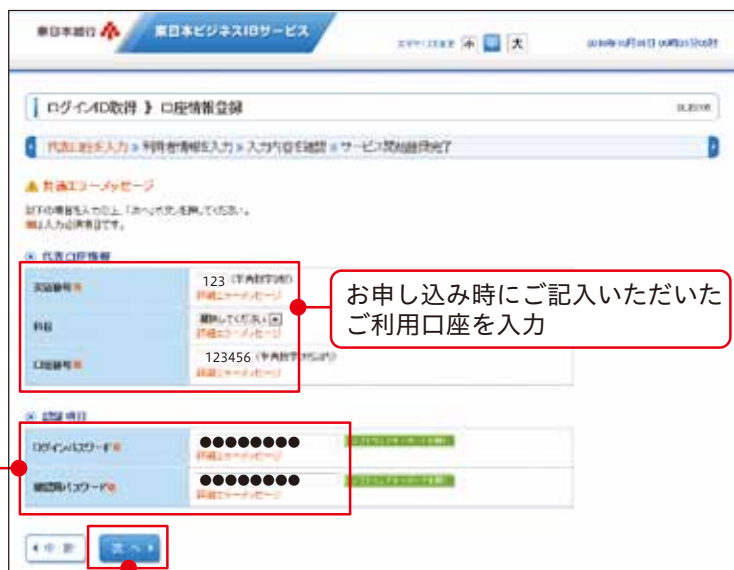 東日本銀行 東日本ビジネスIBサービス
小 大
ログインID取得 》 口座情報登録
代表口座を入力 » 利用者情報を入力 » 入力内容を確認 » サービス開始登録完了
共通エラーメッセージ
以下の項目を入力の上、「次へ」ボタンを押してください。
は入力必須項目です。
代表口座情報
支店番号
123
詳細エラーメッセージ
科目
選択してください
詳細エラーメッセージ
口座番号
123456
詳細エラーメッセージ
お申し込み時にご記入いただいた
ご利用口座を入力
認証項目
ログインパスワード
●●●●●●●●
詳細エラーメッセージ
確認用パスワード
●●●●●●●●
詳細エラーメッセージ
中断 次へ